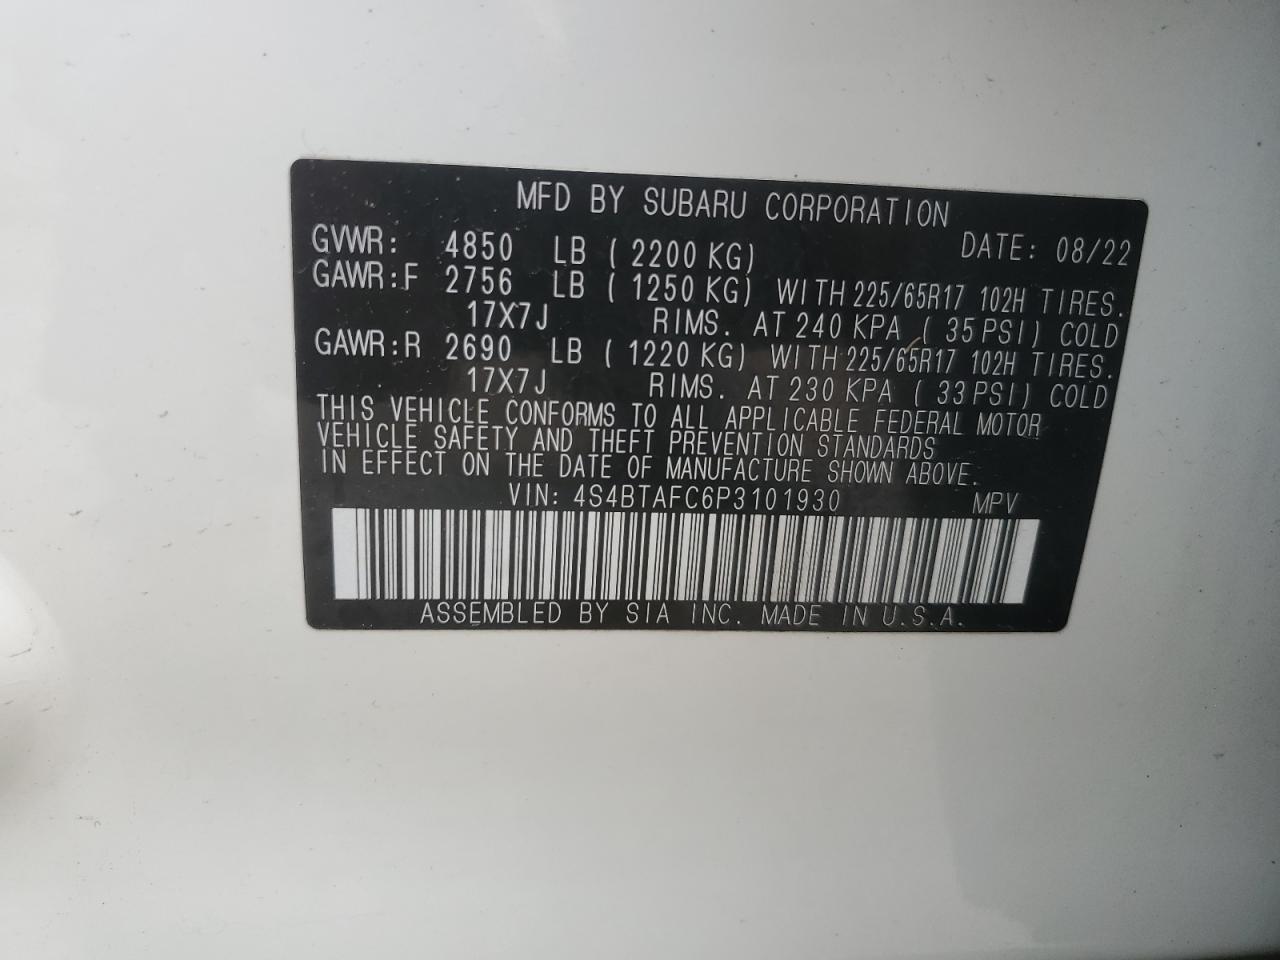 MFD BY SUBARU CORPORATION
DATE: 08/22
GVWR: 4850 LB ( 2200 KG)
GAWR:F 2756 LB ( 1250 KG) WITH 225/65R17 102H TIRES.
17X7J RIMS. AT 240 KPA ( 35 PSI) COLD
GAWR:R 2690 LB ( 1220 KG) WITH 225/65R17 102H TIRES.
17X7J RIMS. AT 230 KPA ( 33 PSI) COLD
THIS VEHICLE CONFORMS TO ALL APPLICABLE FEDERAL MOTOR
VEHICLE SAFETY AND THEFT PREVENTION STANDARDS
IN EFFECT ON THE DATE OF MANUFACTURE SHOWN ABOVE.
VIN: 4S4BTAFC6P3101930 MPV
ASSEMBLED BY SIA INC. MADE IN U.S.A.